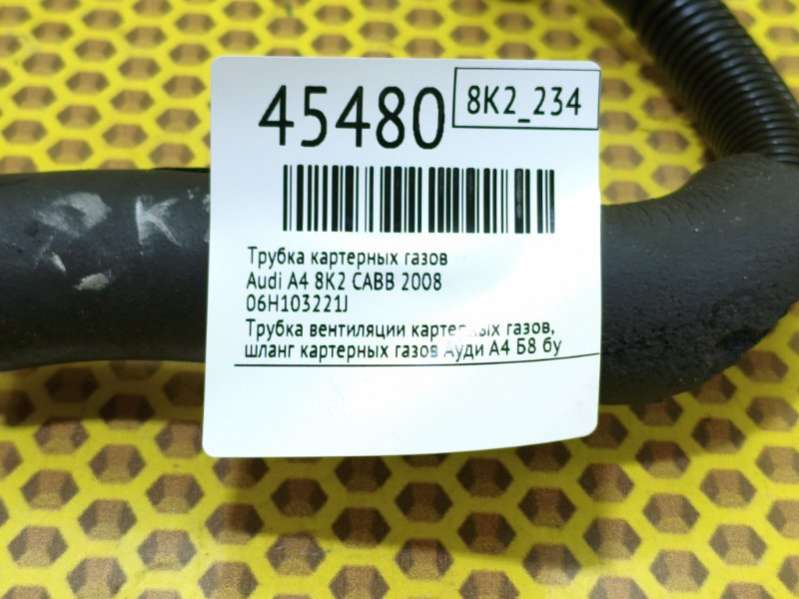 45480
8K2_234
Трубка картерных газов
Audi A4 8K2 CABB 2008
06H103221J
Трубка вентиляции картерных газов,
шланг картерных газов Ауди А4 Б8 бу